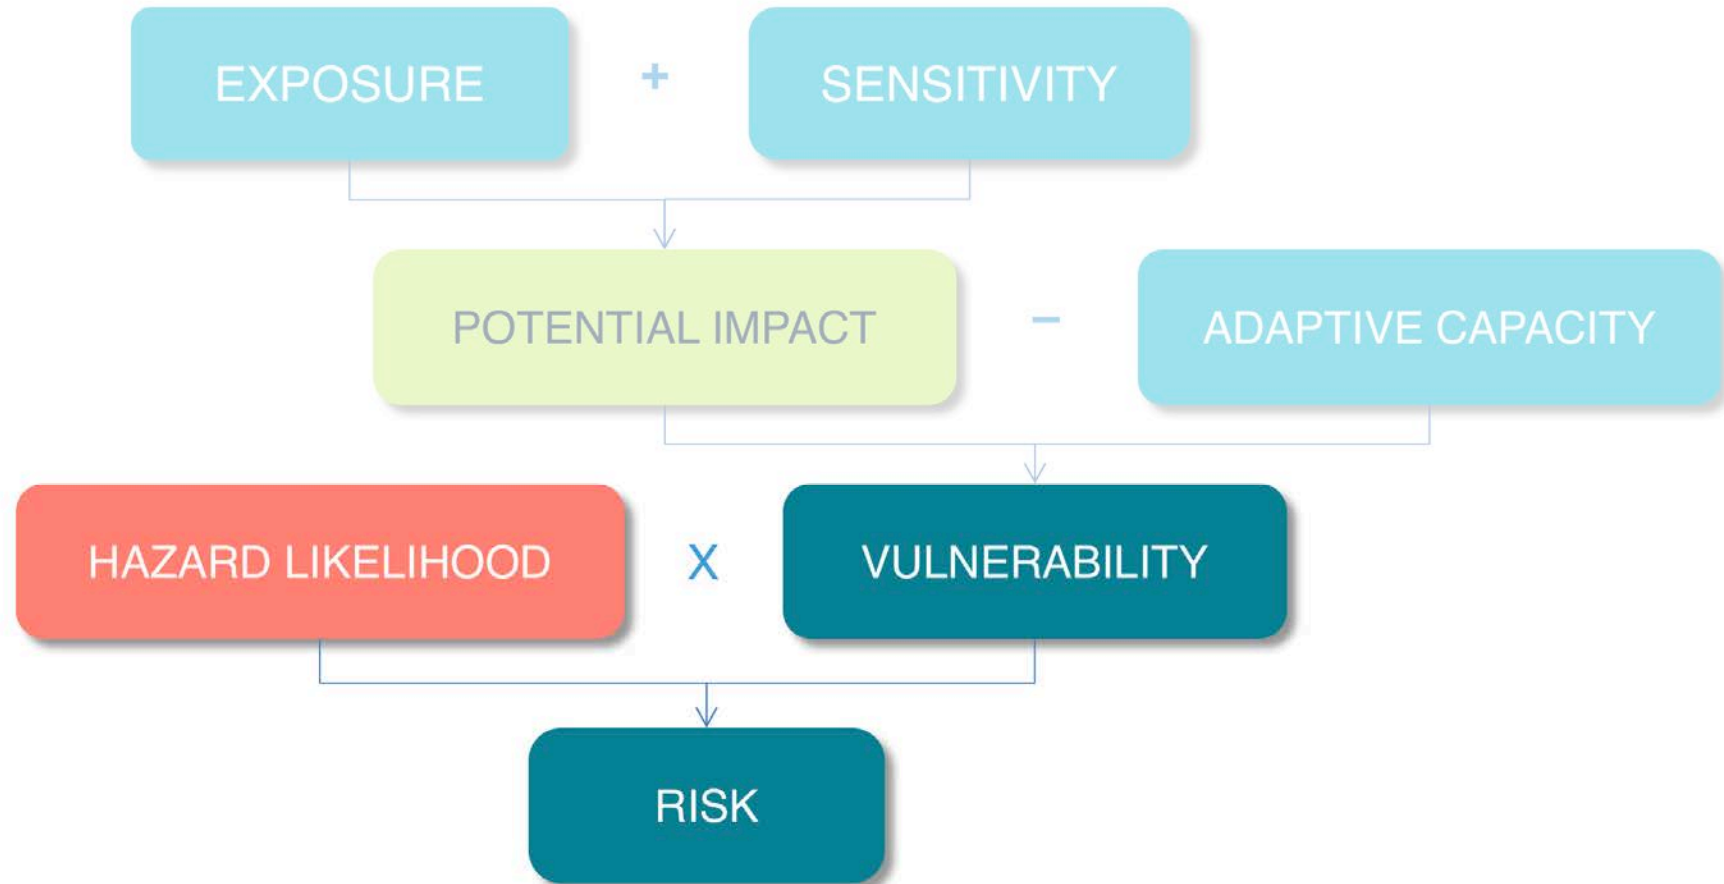 EXPOSURE + SENSITIVITY
POTENTIAL IMPACT − ADAPTIVE CAPACITY
HAZARD LIKELIHOOD X VULNERABILITY
RISK